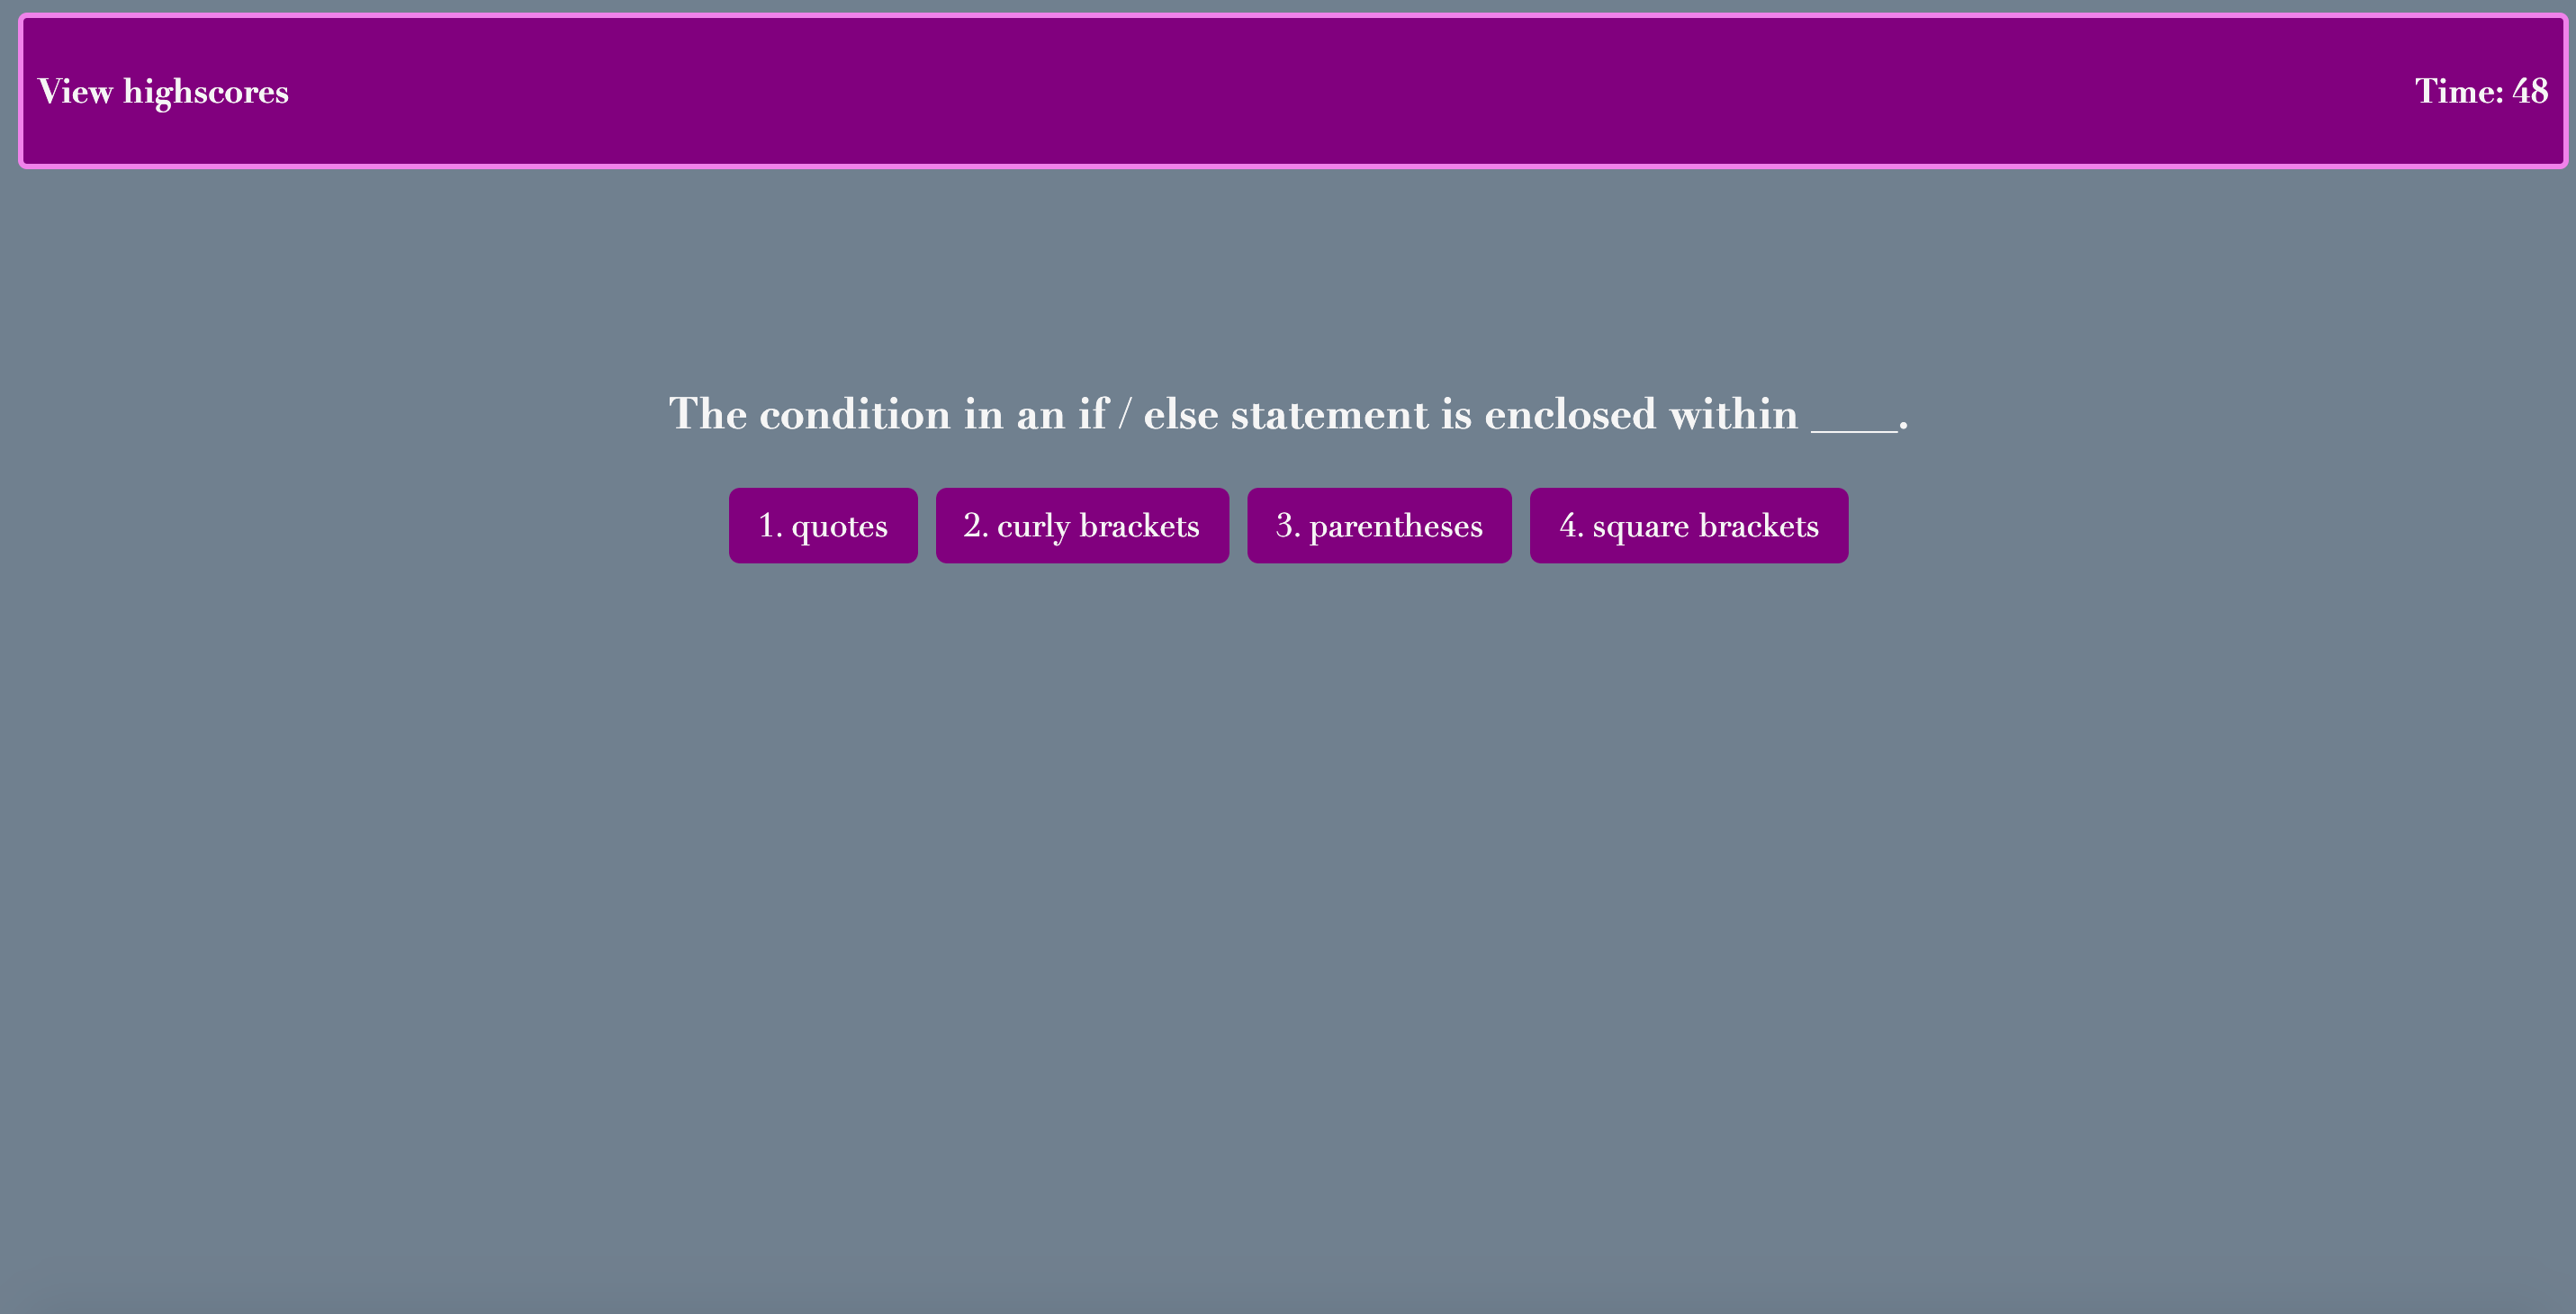 View highscores
Time: 48
The condition in an if / else statement is enclosed within ____.
1. quotes
2. curly brackets
3. parentheses
4. square brackets